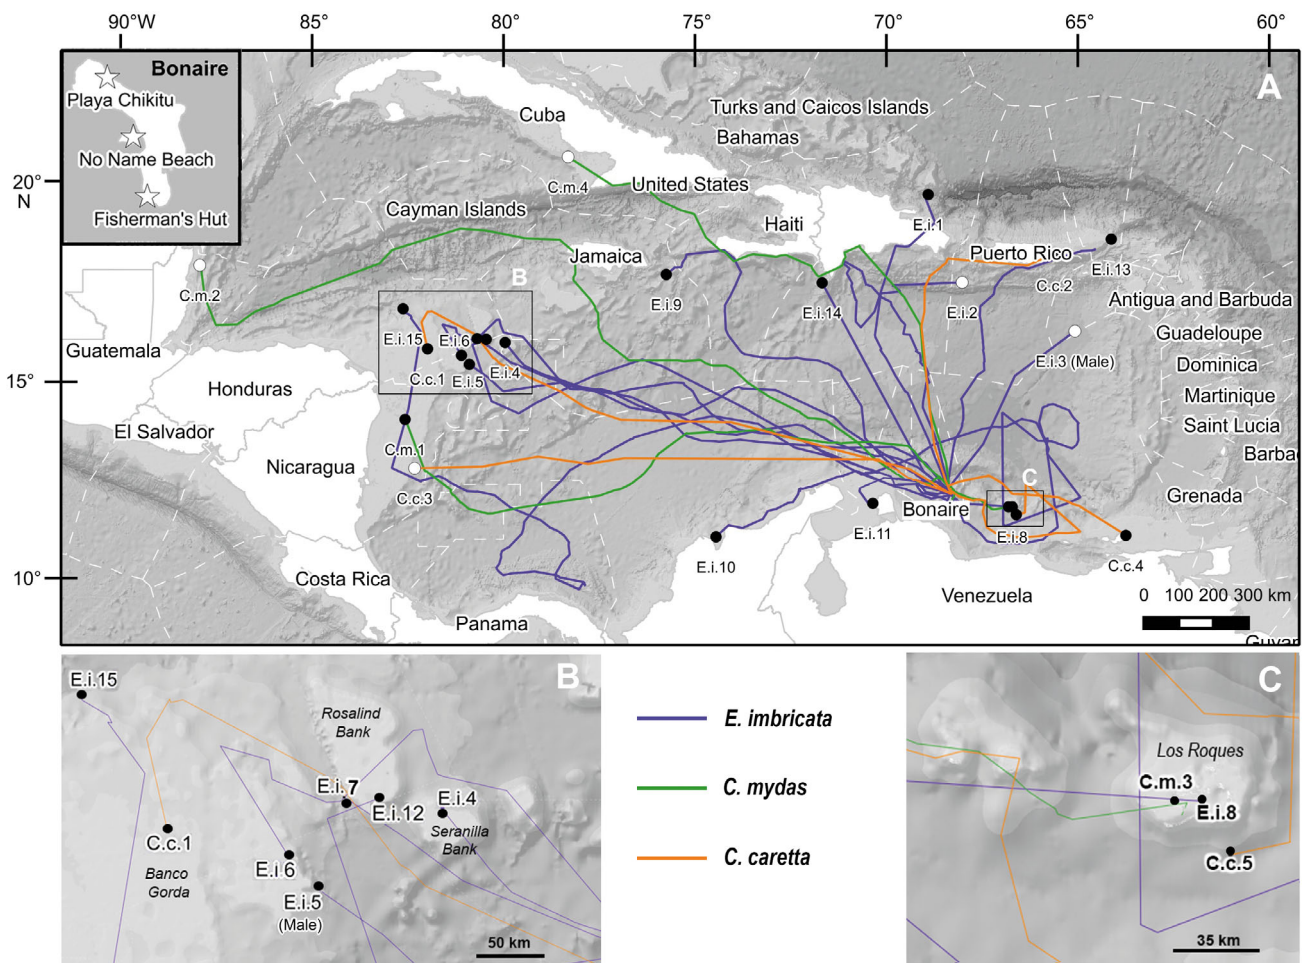 90°W
85°
80°
75°
70°
65°
60°
Bonaire
Playa Chikitu
No Name Beach
Fisherman's Hut
A
Turks and Caicos Islands
Bahamas
Cuba
20°
N
C.m.4
United States
Cayman Islands
Haiti
E.i.1
Jamaica
Puerto Rico
E.i.13
B
C.m.2
E.i.9
E.i.14
E.i.2
C.c.2
Antigua and Barbuda
Guadeloupe
E.i.15
E.i.6
E.i.3 (Male)
Guatemala
Dominica
C.c.1
E.i.5
E.i.4
15°
Honduras
Martinique
Saint Lucia
El Salvador
C.m.1
Barba
Nicaragua
C
C.c.3
Grenada
Bonaire
E.i.11
E.i.8
E.i.10
C.c.4
10°
Costa Rica
Venezuela
0 100 200 300 km
Panama
Guyar
E.i.15
B
Rosalind
Bank
E.i.7
E.i.12
E.i.4
C.c.1
Seranilla
Bank
E.i.6
Banco
Gorda
E.i.5
(Male)
50 km
E. imbricata
C. mydas
C. caretta
C
Los Roques
C.m.3
E.i.8
C.c.5
35 km